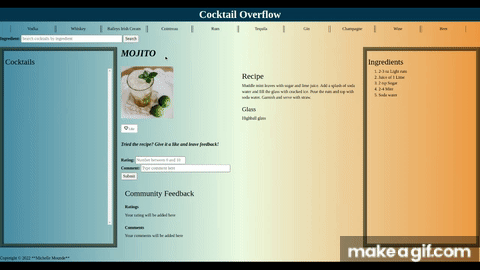 Cocktail Overflow
Vodka Whiskey Baileys Irish Cream Cointreau Rum Tequila Gin Champagne Wine Beer
Ingredient: Search cocktails by ingredient Search
Cocktails
MOJITO
Like
Tried the recipe? Give it a like and leave feedback!
Rating: Number between 0 and 10
Comment: Type comment here
Submit
Community Feedback
Ratings
Your rating will be added here
Comments
Your comments will be added here
Recipe
Muddle mint leaves with sugar and lime juice. Add a splash of soda
water and fill the glass with cracked ice. Pour the rum and top with
soda water. Garnish and serve with straw.
Glass
Highball glass
Ingredients
1. 2-3 oz Light rum
2. Juice of 1 Lime
3. 2 tsp Sugar
4. 2-4 Mint
5. Soda water
Copyright © 2022 **Michelle
makeagif.com